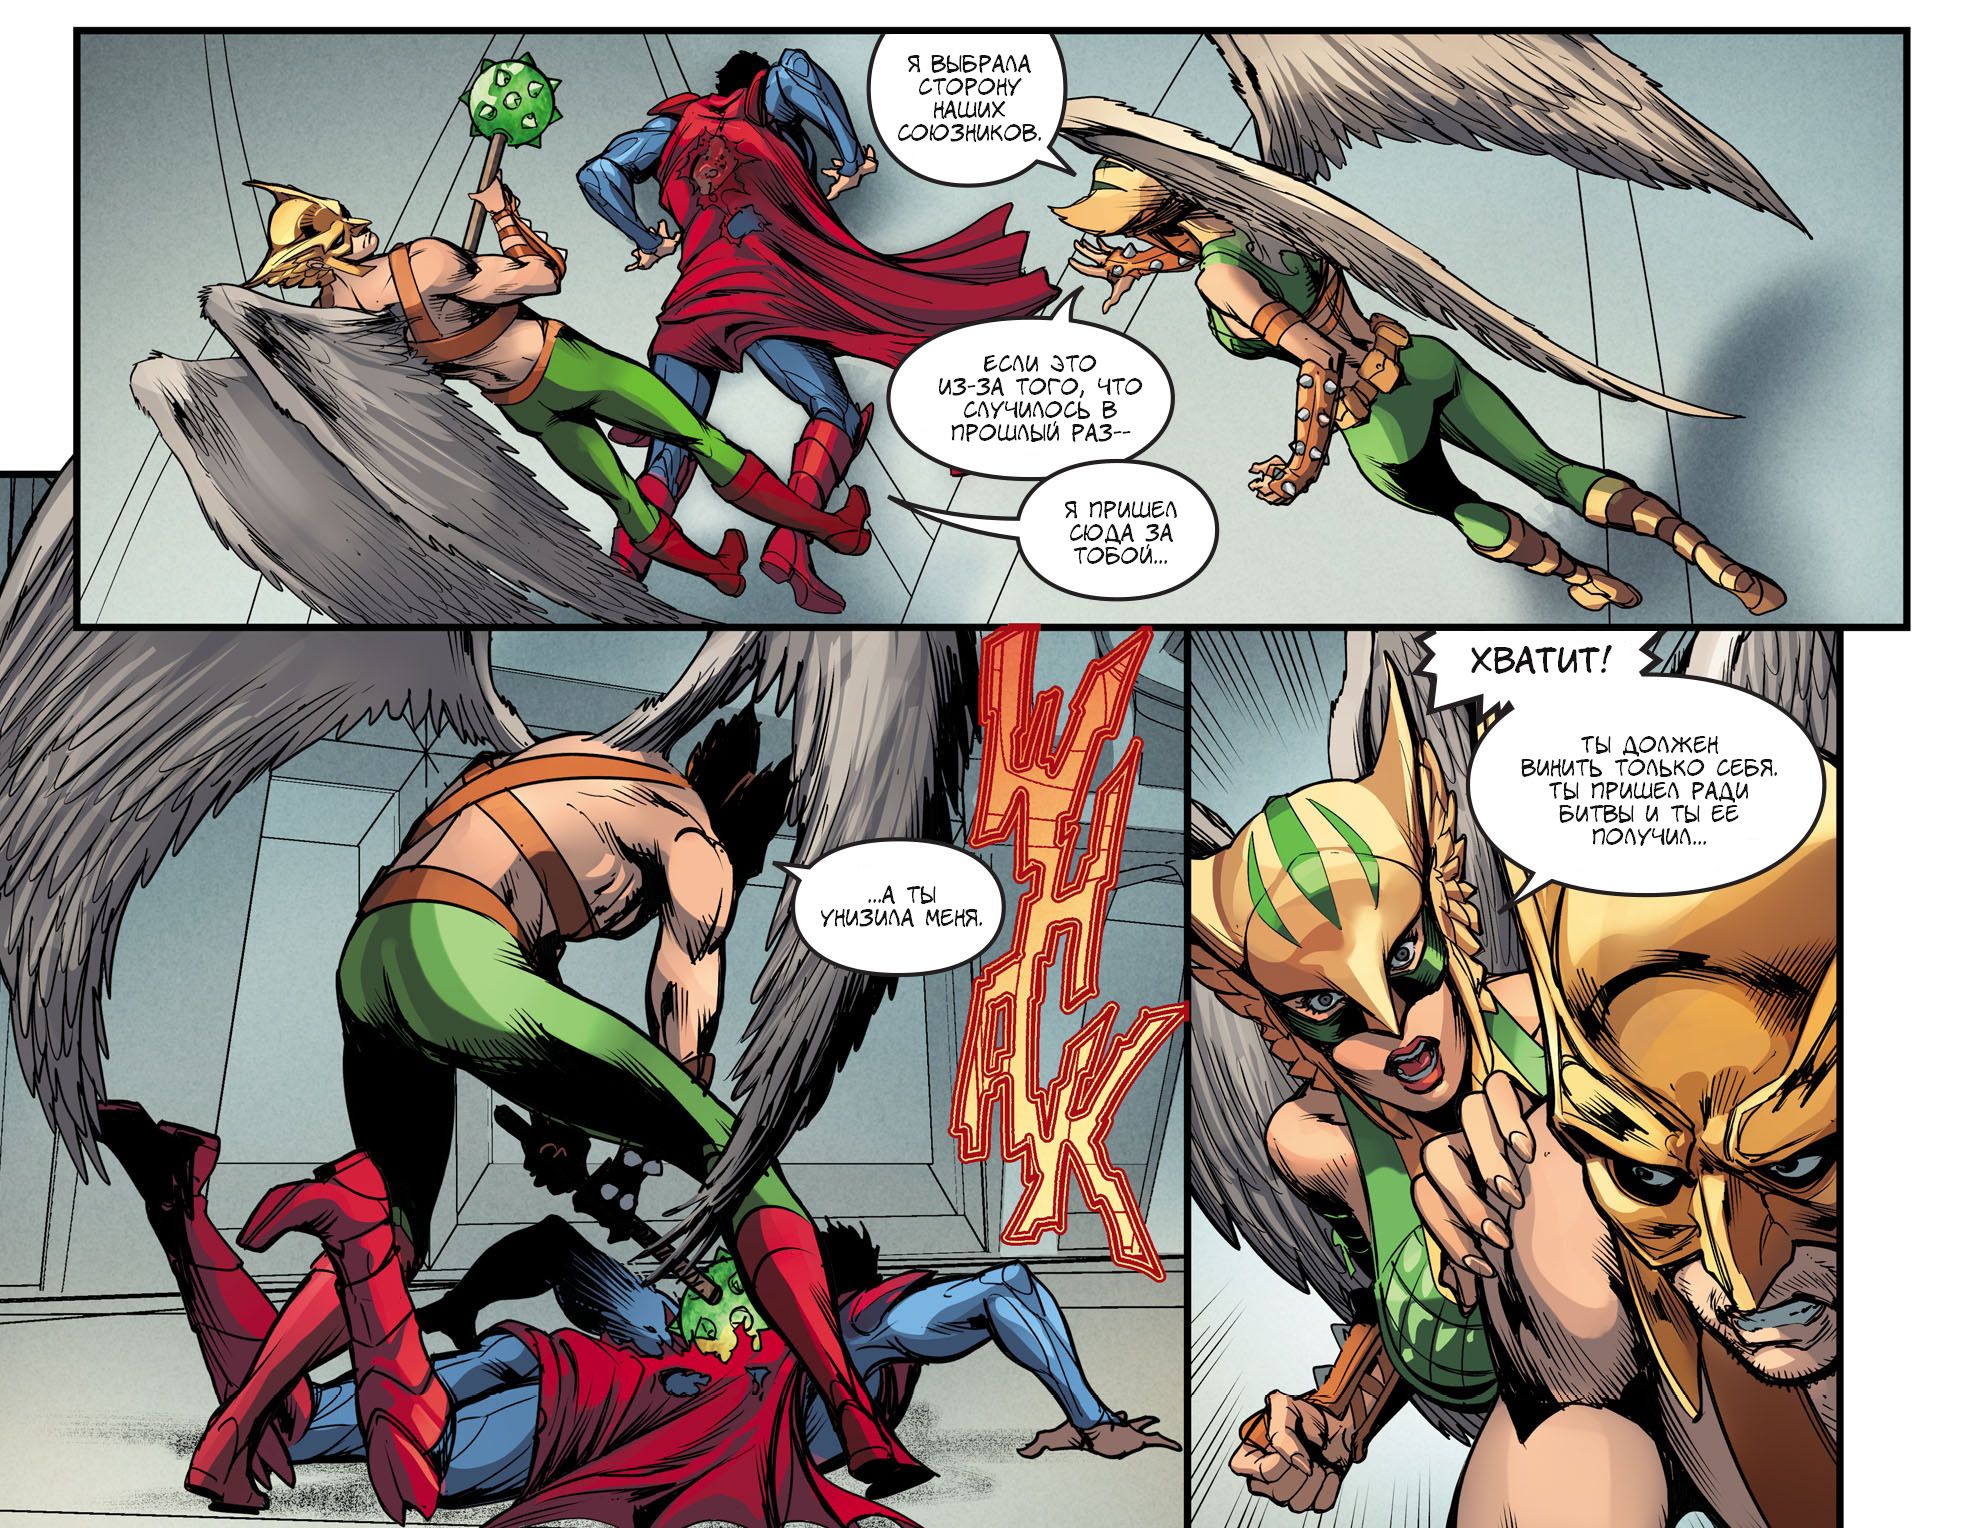 Я ВЫБРАЛА
СТОРОНУ
НАШИХ
СОЮЗНИКОВ.
ЕСЛИ ЭТО
ИЗ-ЗА ТОГО, ЧТО
СЛУЧИЛОСЬ В
ПРОШЛЫЙ РАЗ--
Я ПРИШЕЛ
СЮДА ЗА
ТОБОЙ...
...А ТЫ
УНИЗИЛА МЕНЯ.
WHAK
ХВАТИТ!
ТЫ ДОЛЖЕН
ВИНИТЬ ТОЛЬКО СЕБЯ.
ТЫ ПРИШЕЛ РАДИ
БИТВЫ И ТЫ ЕЕ
ПОЛУЧИЛ...